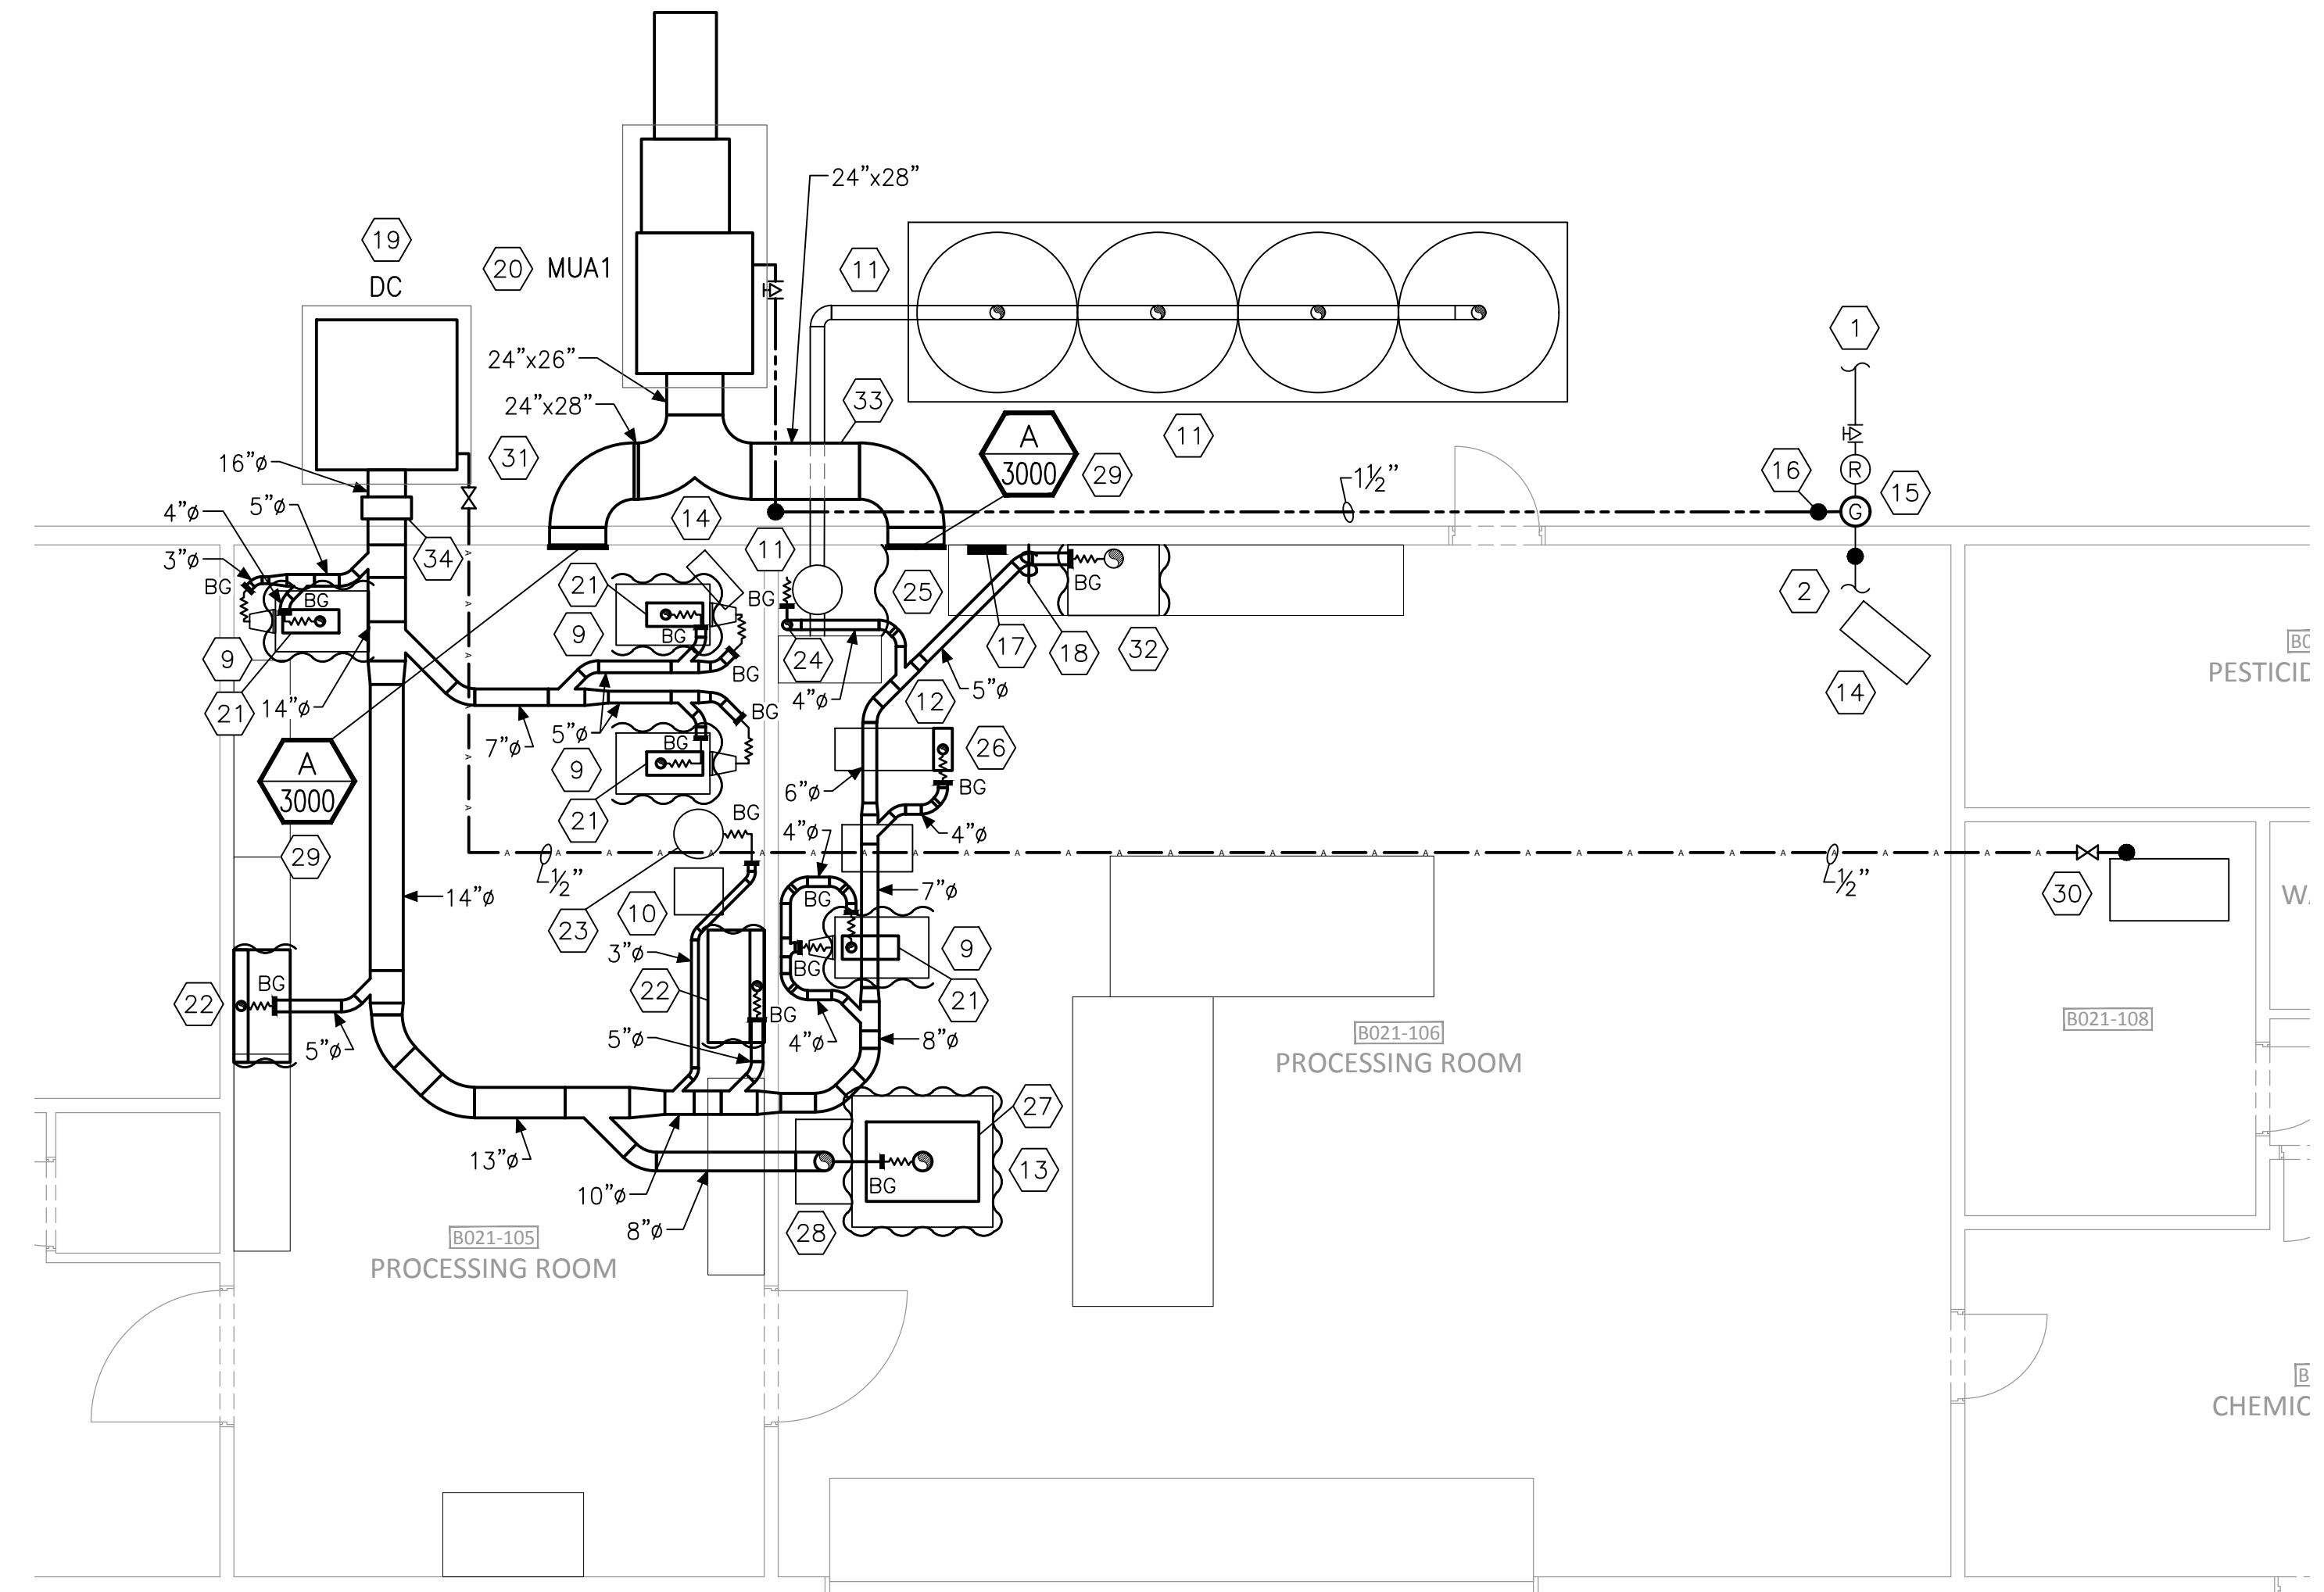 24”x28”
19
DC
20 MUA1
11
1
24”x26”
24”x28”
33
A
3000
29
11
31
16”ø
16
R
15
1½”
G
4”ø
5”ø
14
3”ø
34
11
BG
BG
21
BG
25
BG
2
9
BG
9
BG
24
17
18
32
21
14”ø
4”ø
12
5”ø
14
7”ø
5”ø
BG
BG
26
9
A
3000
6”ø
BG
21
BG
4”ø
4”ø
29
½”
½”
14”ø
10
BG
7”ø
30
23
3”ø
BG
9
22
BG
22
BG
21
5”ø
5”ø
4”ø
8”ø
B021-106
PROCESSING ROOM
B021-108
27
13”ø
13
10”ø
BG
8”ø
28
B021-105
PROCESSING ROOM